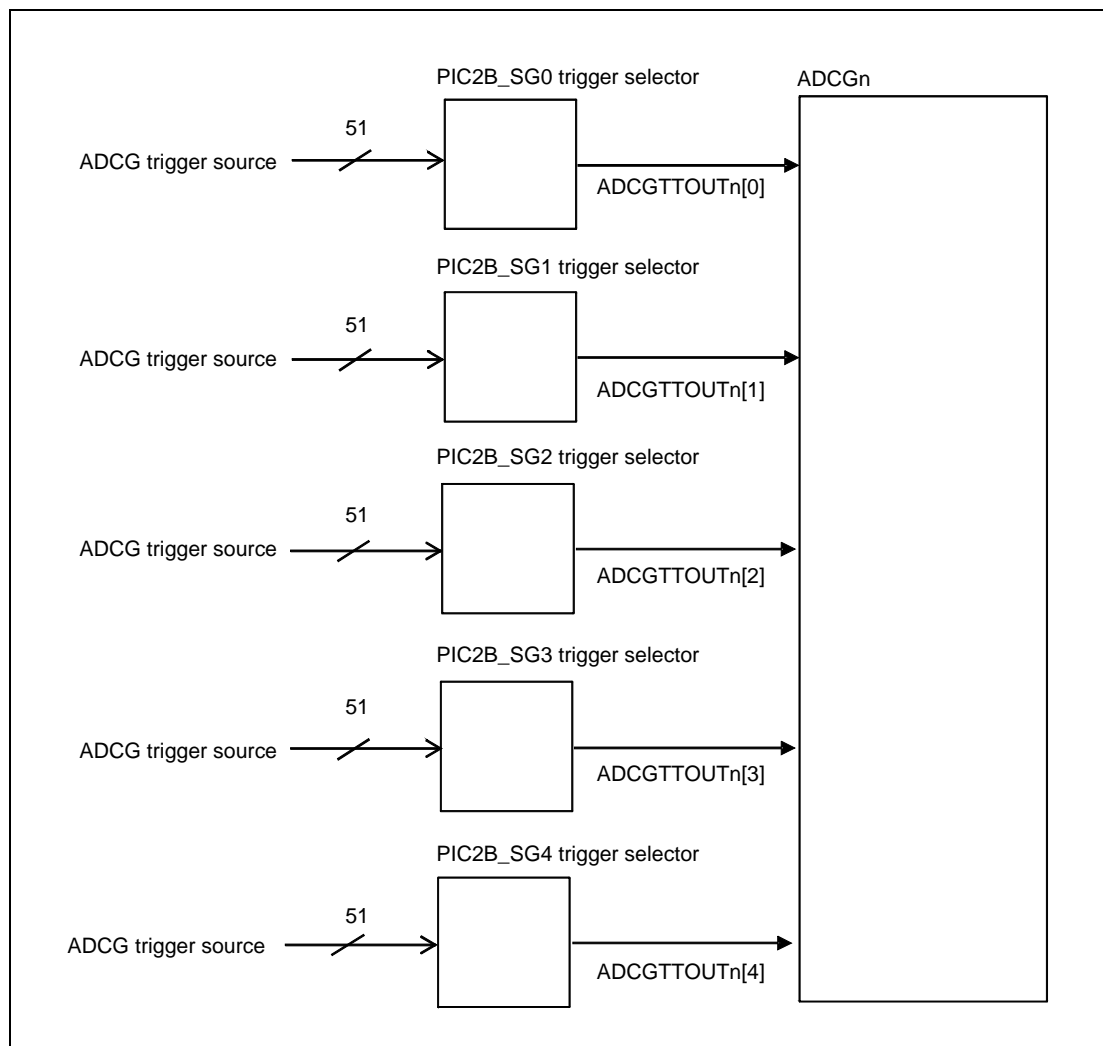 PIC2B_SG0 trigger selector
ADCGn
51
ADCG trigger source
ADCGTTOUTn[0]
PIC2B_SG1 trigger selector
51
ADCG trigger source
ADCGTTOUTn[1]
PIC2B_SG2 trigger selector
51
ADCG trigger source
ADCGTTOUTn[2]
PIC2B_SG3 trigger selector
51
ADCG trigger source
ADCGTTOUTn[3]
PIC2B_SG4 trigger selector
51
ADCG trigger source
ADCGTTOUTn[4]